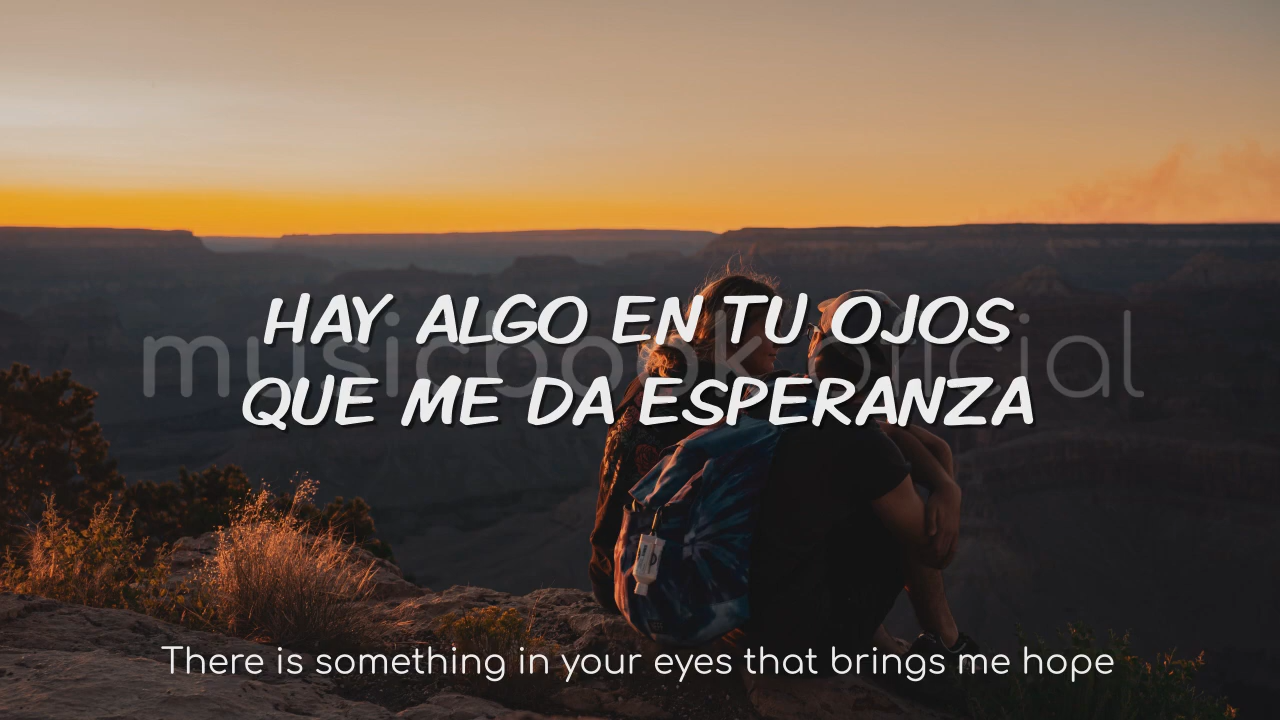 HAY ALGO EN TU OJOS
musicbook oficial
QUE ME DA ESPERANZA
There is something in your eyes that brings me hope